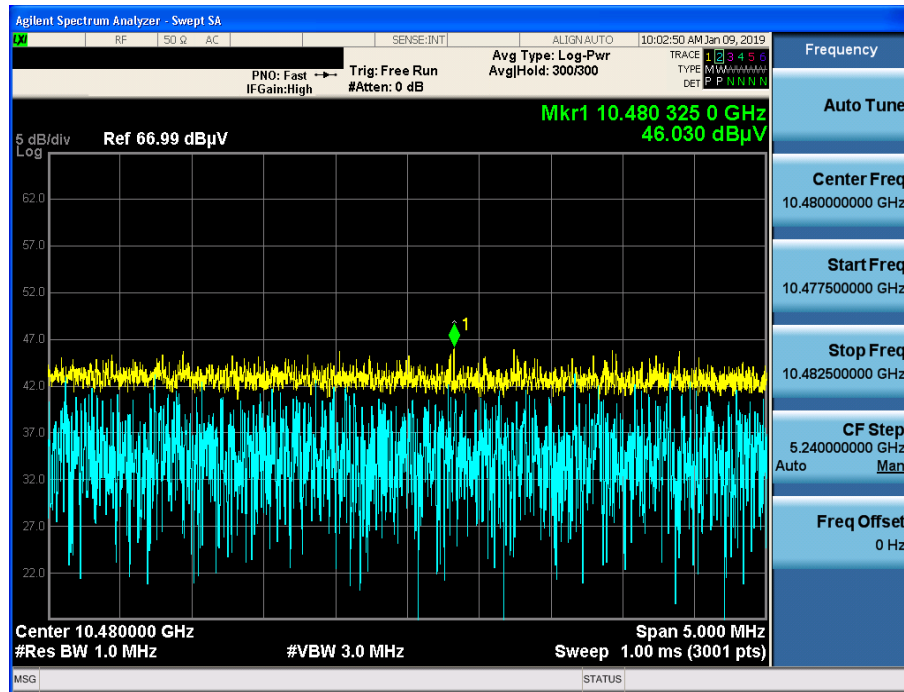 Agilent Spectrum Analyzer - Swept SA
LXI RF 50 Ω AC SENSE:INT ALIGN AUTO 10:02:50 AM Jan 09, 2019
PNO: Fast Trig: Free Run Avg Type: Log-Pwr TRACE 1 2 3 4 5 6
IFGain:High #Atten: 0 dB Avg|Hold: 300/300 TYPE M W W W W W
DET P P N N N N
Mkr1 10.480 325 0 GHz
46.030 dBµV
5 dB/div Ref 66.99 dBµV
Log
62.0
57.0
52.0
1
47.0
42.0
37.0
32.0
27.0
22.0
Center 10.480000 GHz Span 5.000 MHz
#Res BW 1.0 MHz #VBW 3.0 MHz Sweep 1.00 ms (3001 pts)
MSG STATUS
Frequency
Auto Tune
Center Freq
10.480000000 GHz
Start Freq
10.477500000 GHz
Stop Freq
10.482500000 GHz
CF Step
5.240000000 GHz
Auto Man
Freq Offset
0 Hz